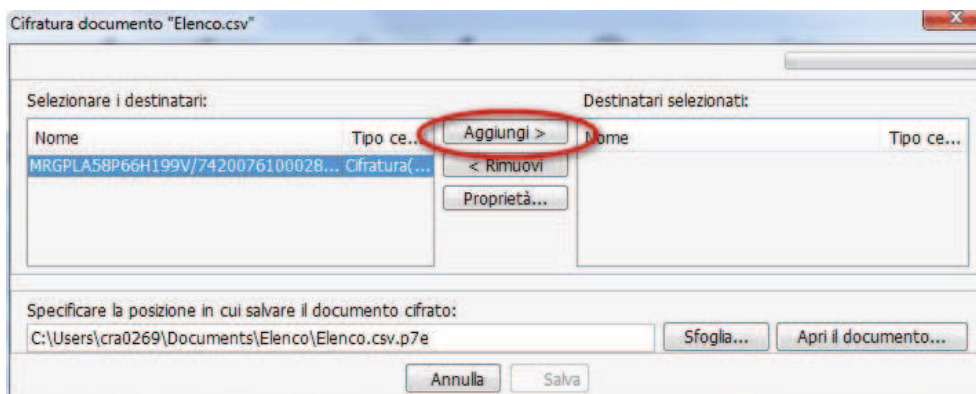 Cifratura documento "Elenco.csv"
Selezionare i destinatari:
Destinatari selezionati:
Nome
Tipo ce...
Aggiungi >
Nome
Tipo ce...
MRGPLA58P66H199V/7420076100028...
Cifratura(...
< Rimuovi
Proprietà...
Specificare la posizione in cui salvare il documento cifrato:
C:\Users\cra0269\Documents\Elenco\Elenco.csv.p7e
Sfoglia...
Apri il documento...
Annulla
Salva